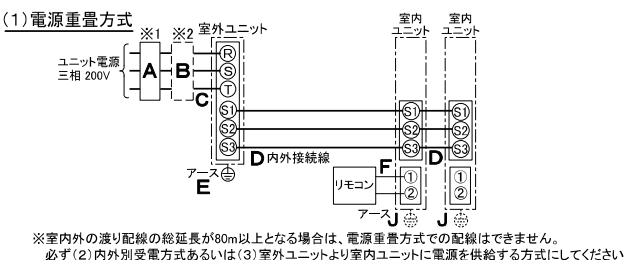 (1)電源重畳方式
※1 ※2 室外ユニット
室内
ユニット
室内
ユニット
ユニット電源
三相 200V
A B
C
R
S
T
S1
S2
S3
S1
S2
S3
S1
S2
S3
D 内外接続線
D
アース
E
リモコン
F
①
②
①
②
アース J
J
※室内外の渡り配線の総延長が80m以上となる場合は、電源重畳方式での配線はできません。
必ず(2)内外別受電方式あるいは(3)室外ユニットより室内ユニットに電源を供給する方式にしてください